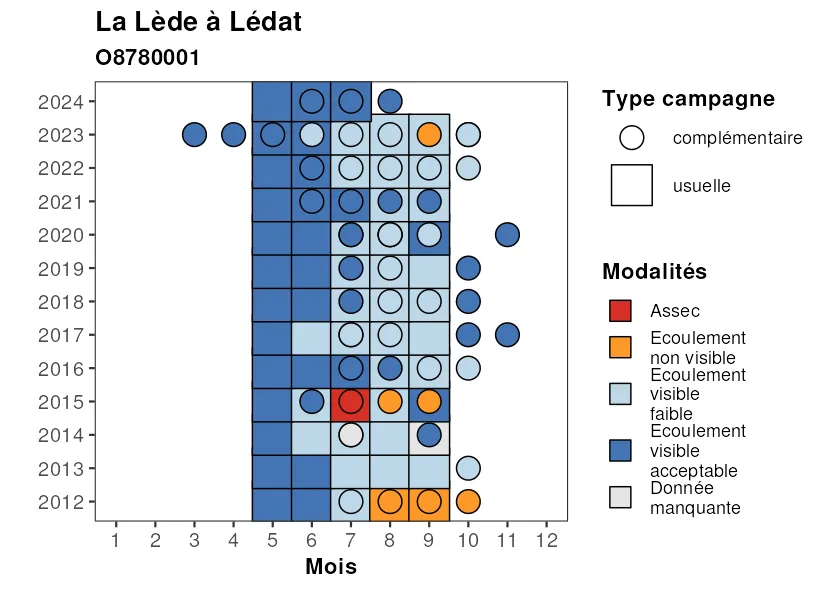 La Lède à Lédat
O8780001
2024
2023
2022
2021
2020
2019
2018
2017
2016
2015
2014
2013
2012
1 2 3 4 5 6 7 8 9 10 11 12
Mois
Type campagne
complémentaire
usuelle
Modalités
Assec
Ecoulement
non visible
Ecoulement
visible
faible
Ecoulement
visible
acceptable
Donnée
manquante